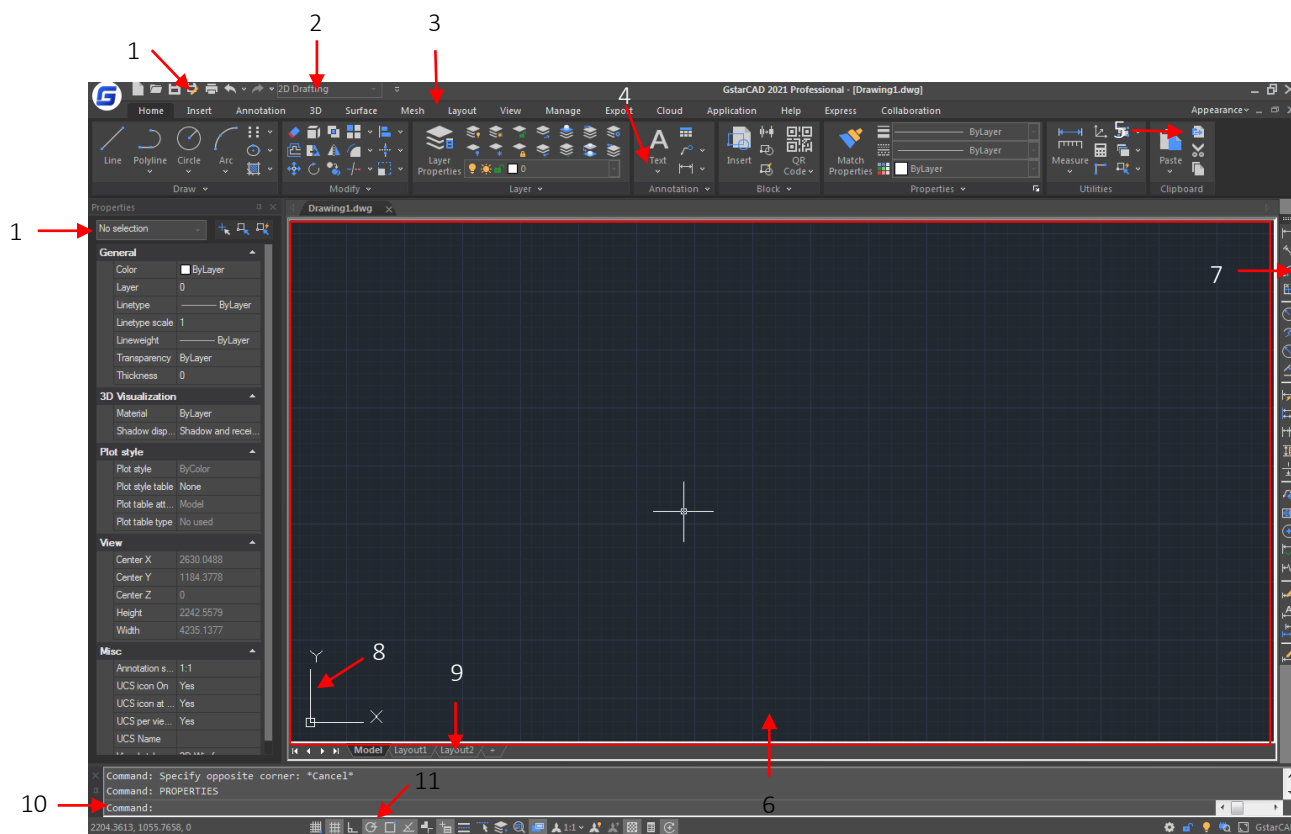 2
3
1
2D Drafting
GstarCAD 2021 Professional - [Drawing1.dwg]
4
Home Insert Annotation 3D Surface Mesh Layout View Manage Export Cloud Application Help Express Collaboration Appearance
5
Line Polyline Circle Arc
Layer Properties
0
Text
Insert
QR Code
Match Properties
ByLayer
ByLayer
ByLayer
Measure
Paste
Draw Modify Layer Annotation Block Properties Utilities Clipboard
Properties
Drawing1.dwg
1
No selection
General
Color ByLayer
Layer 0
Linetype ByLayer
Linetype scale 1
Lineweight ByLayer
Transparency ByLayer
Thickness 0
7
3D Visualization
Material ByLayer
Shadow disp... Shadow and recei...
Plot style
Plot style ByColor
Plot style table None
Plot table att... Model
Plot table type No used
View
Center X 2630.0488
Center Y 1184.3778
Center Z 0
Height 2242.5579
Width 4235.1377
Misc
Annotation s... 1:1
UCS icon On Yes
UCS icon at ... Yes
UCS per vie... Yes
UCS Name
Y
8
9
X
Model Layout1 Layout2 +
Command: Specify opposite corner: *Cancel*
Command: PROPERTIES
Command:
10
11
6
2204.3613, 1055.7658, 0
1:1
GstarCA